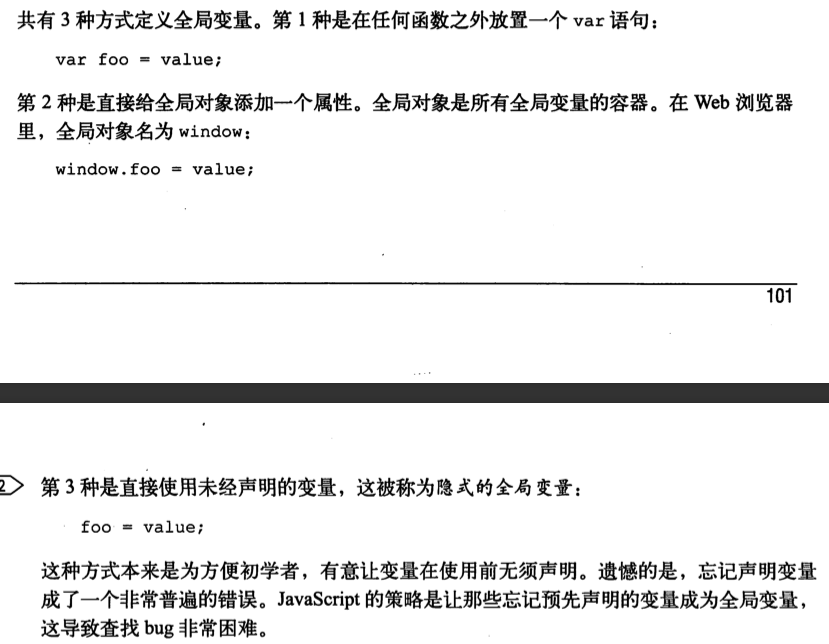 共有 3 种方式定义全局变量。第 1 种是在任何函数之外放置一个 var 语句：
var foo = value;
第 2 种是直接给全局对象添加一个属性。全局对象是所有全局变量的容器。在 Web 浏览器
里，全局对象名为 window：
window.foo = value;
101
2
第 3 种是直接使用未经声明的变量，这被称为隐式的全局变量：
foo = value;
这种方式本来是为方便初学者，有意让变量在使用前无须声明。遗憾的是，忘记声明变量
成了一个非常普遍的错误。JavaScript 的策略是让那些忘记预先声明的变量成为全局变量，
这导致查找 bug 非常困难。